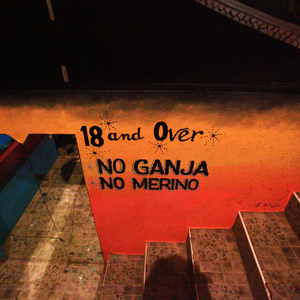 18 and Over
NO GANJA
NO MERINO